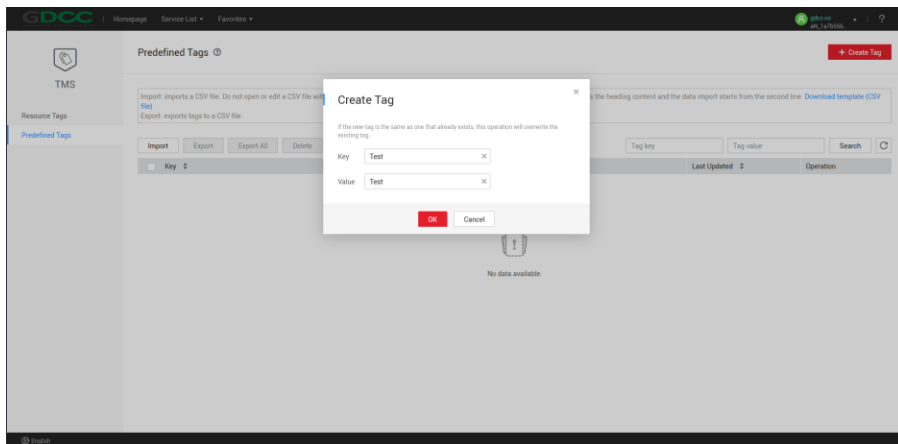 GDCC
Homepage Service List Favorites
TMS
Resource Tags
Predefined Tags
Predefined Tags
+ Create Tag
Import: imports a CSV file. Do not open or edit a CSV file wit
s the heading content and the data import starts from the second line. Download template (CSV
file)
Export: exports tags to a CSV file.
Import Export Export All Delete
Tag key Tag value Search
Key Last Updated Operation
No data available.
Create Tag
If the new tag is the same as one that already exists, this operation will overwrite the
existing tag.
Key Test
Value Test
OK Cancel
English